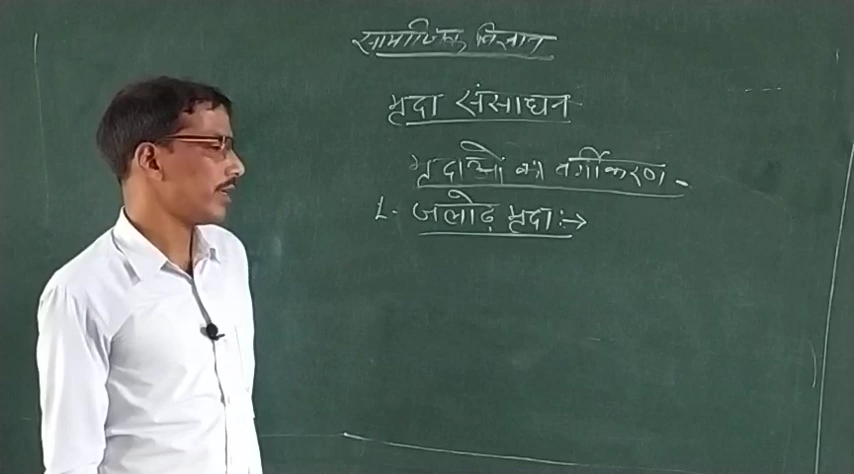 सामाजिक विज्ञान
मृदा संसाधन
मृदाओं का वर्गीकरण -
1. जलोढ़ मृदा :→